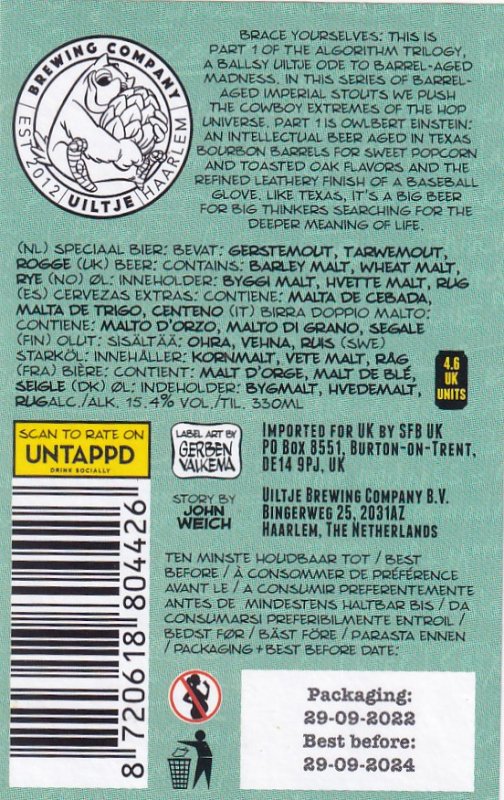 BREWING COMPANY
EST 2012 UILTJE HAARLEM
BRACE YOURSELVES: THIS IS
PART 1 OF THE ALGORITHM TRILOGY,
A BALLSY UILTJE ODE TO BARREL-AGED
MADNESS. IN THIS SERIES OF BARREL-
AGED IMPERIAL STOUTS WE PUSH
THE COWBOY EXTREMES OF THE HOP
UNIVERSE. PART 1 IS OWLBERT EINSTEIN:
AN INTELLECTUAL BEER AGED IN TEXAS
BOURBON BARRELS FOR SWEET POPCORN
AND TOASTED OAK FLAVORS AND THE
REFINED LEATHERY FINISH OF A BASEBALL
GLOVE. LIKE TEXAS, IT'S A BIG BEER
FOR BIG THINKERS SEARCHING FOR THE
DEEPER MEANING OF LIFE.
(NL) SPECIAAL BIER: BEVAT: GERSTEMOUT, TARWEMOUT,
ROGGE (UK) BEER: CONTAINS: BARLEY MALT, WHEAT MALT,
RYE (NO) ØL: INNEHOLDER: BYGGI MALT, HVETTE MALT, RUG
(ES) CERVEZAS EXTRAS: CONTIENE: MALTA DE CEBADA,
MALTA DE TRIGO, CENTENO (IT) BIRRA DOPPIO MALTO:
CONTIENE: MALTO D'ORZO, MALTO DI GRANO, SEGALE
(FIN) OLUT: SISÄLTÄÄ: OHRA, VEHNA, RUIS (SWE)
STARKÖL: INNEHÅLLER: KORNMALT, VETE MALT, RÅG
(FRA) BIÈRE: CONTIENT: MALT D'ORGE, MALT DE BLÉ,
SEIGLE (DK) ØL: INDEHOLDER: BYGMALT, HVEDEMALT,
RUGALC./ALK. 15.4% VOL./TIL. 330ML
4.6
UK
UNITS
SCAN TO RATE ON
UNTAPPD
DRINK SOCIALLY
LABEL ART BY
GERBEN
VALKEMA
STORY BY
JOHN
WEICH
IMPORTED FOR UK BY SFB UK
PO BOX 8551, BURTON-ON-TRENT,
DE14 9PJ, UK
UILTJE BREWING COMPANY B.V.
BINGERWEG 25, 2031AZ
HAARLEM, THE NETHERLANDS
TEN MINSTE HOUDBAAR TOT / BEST
BEFORE / À CONSOMMER DE PRÉFÉRENCE
AVANT LE / A CONSUMIR PREFERENTEMENTE
ANTES DE MINDESTENS HALTBAR BIS / DA
CONSUMARSI PREFERIBILMENTE ENTROIL /
BEDST FØR / BÄST FÖRE / PARASTA ENNEN
/ PACKAGING + BEST BEFORE DATE:
8 720618 804426
Packaging:
29-09-2022
Best before:
29-09-2024